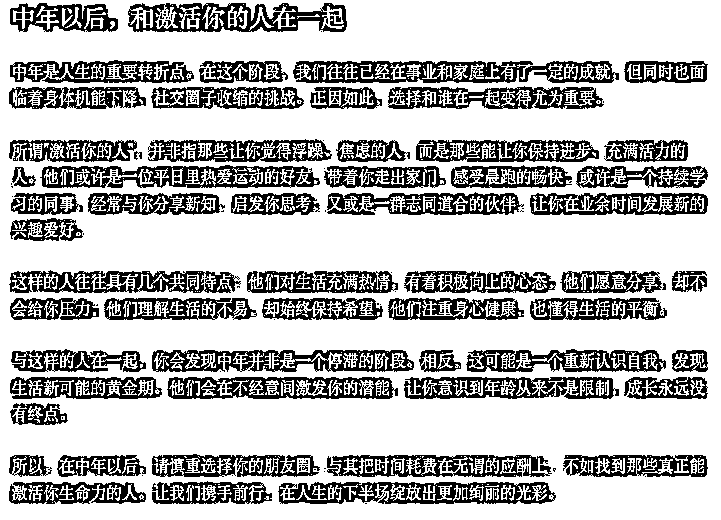 中年以后，和激活你的人在一起
中年是人生的重要转折点。在这个阶段，我们往往已经在事业和家庭上有了一定的成就，但同时也面
临着身体机能下降、社交圈子收缩的挑战。正因如此，选择和谁在一起变得尤为重要。
所谓"激活你的人"，并非指那些让你觉得浮躁、焦虑的人，而是那些能让你保持进步、充满活力的
人。他们或许是一位平日里热爱运动的好友，带着你走出家门，感受晨跑的畅快；或许是一个持续学
习的同事，经常与你分享新知，启发你思考；又或是一群志同道合的伙伴，让你在业余时间发展新的
兴趣爱好。
这样的人往往具有几个共同特点：他们对生活充满热情，有着积极向上的心态；他们愿意分享，却不
会给你压力；他们理解生活的不易，却始终保持希望；他们注重身心健康，也懂得生活的平衡。
与这样的人在一起，你会发现中年并非是一个停滞的阶段。相反，这可能是一个重新认识自我、发现
生活新可能的黄金期。他们会在不经意间激发你的潜能，让你意识到年龄从来不是限制，成长永远没
有终点。
所以，在中年以后，请慎重选择你的朋友圈。与其把时间耗费在无谓的应酬上，不如找到那些真正能
激活你生命力的人。让我们携手前行，在人生的下半场绽放出更加绚丽的光彩。